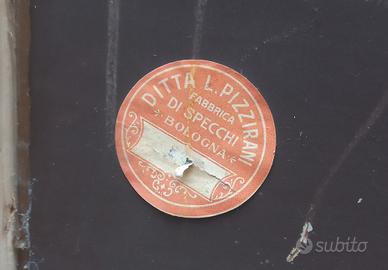 DITTA L. PIZZIRANI
FABBRICA
DI SPECCHI
BOLOGNA
subito